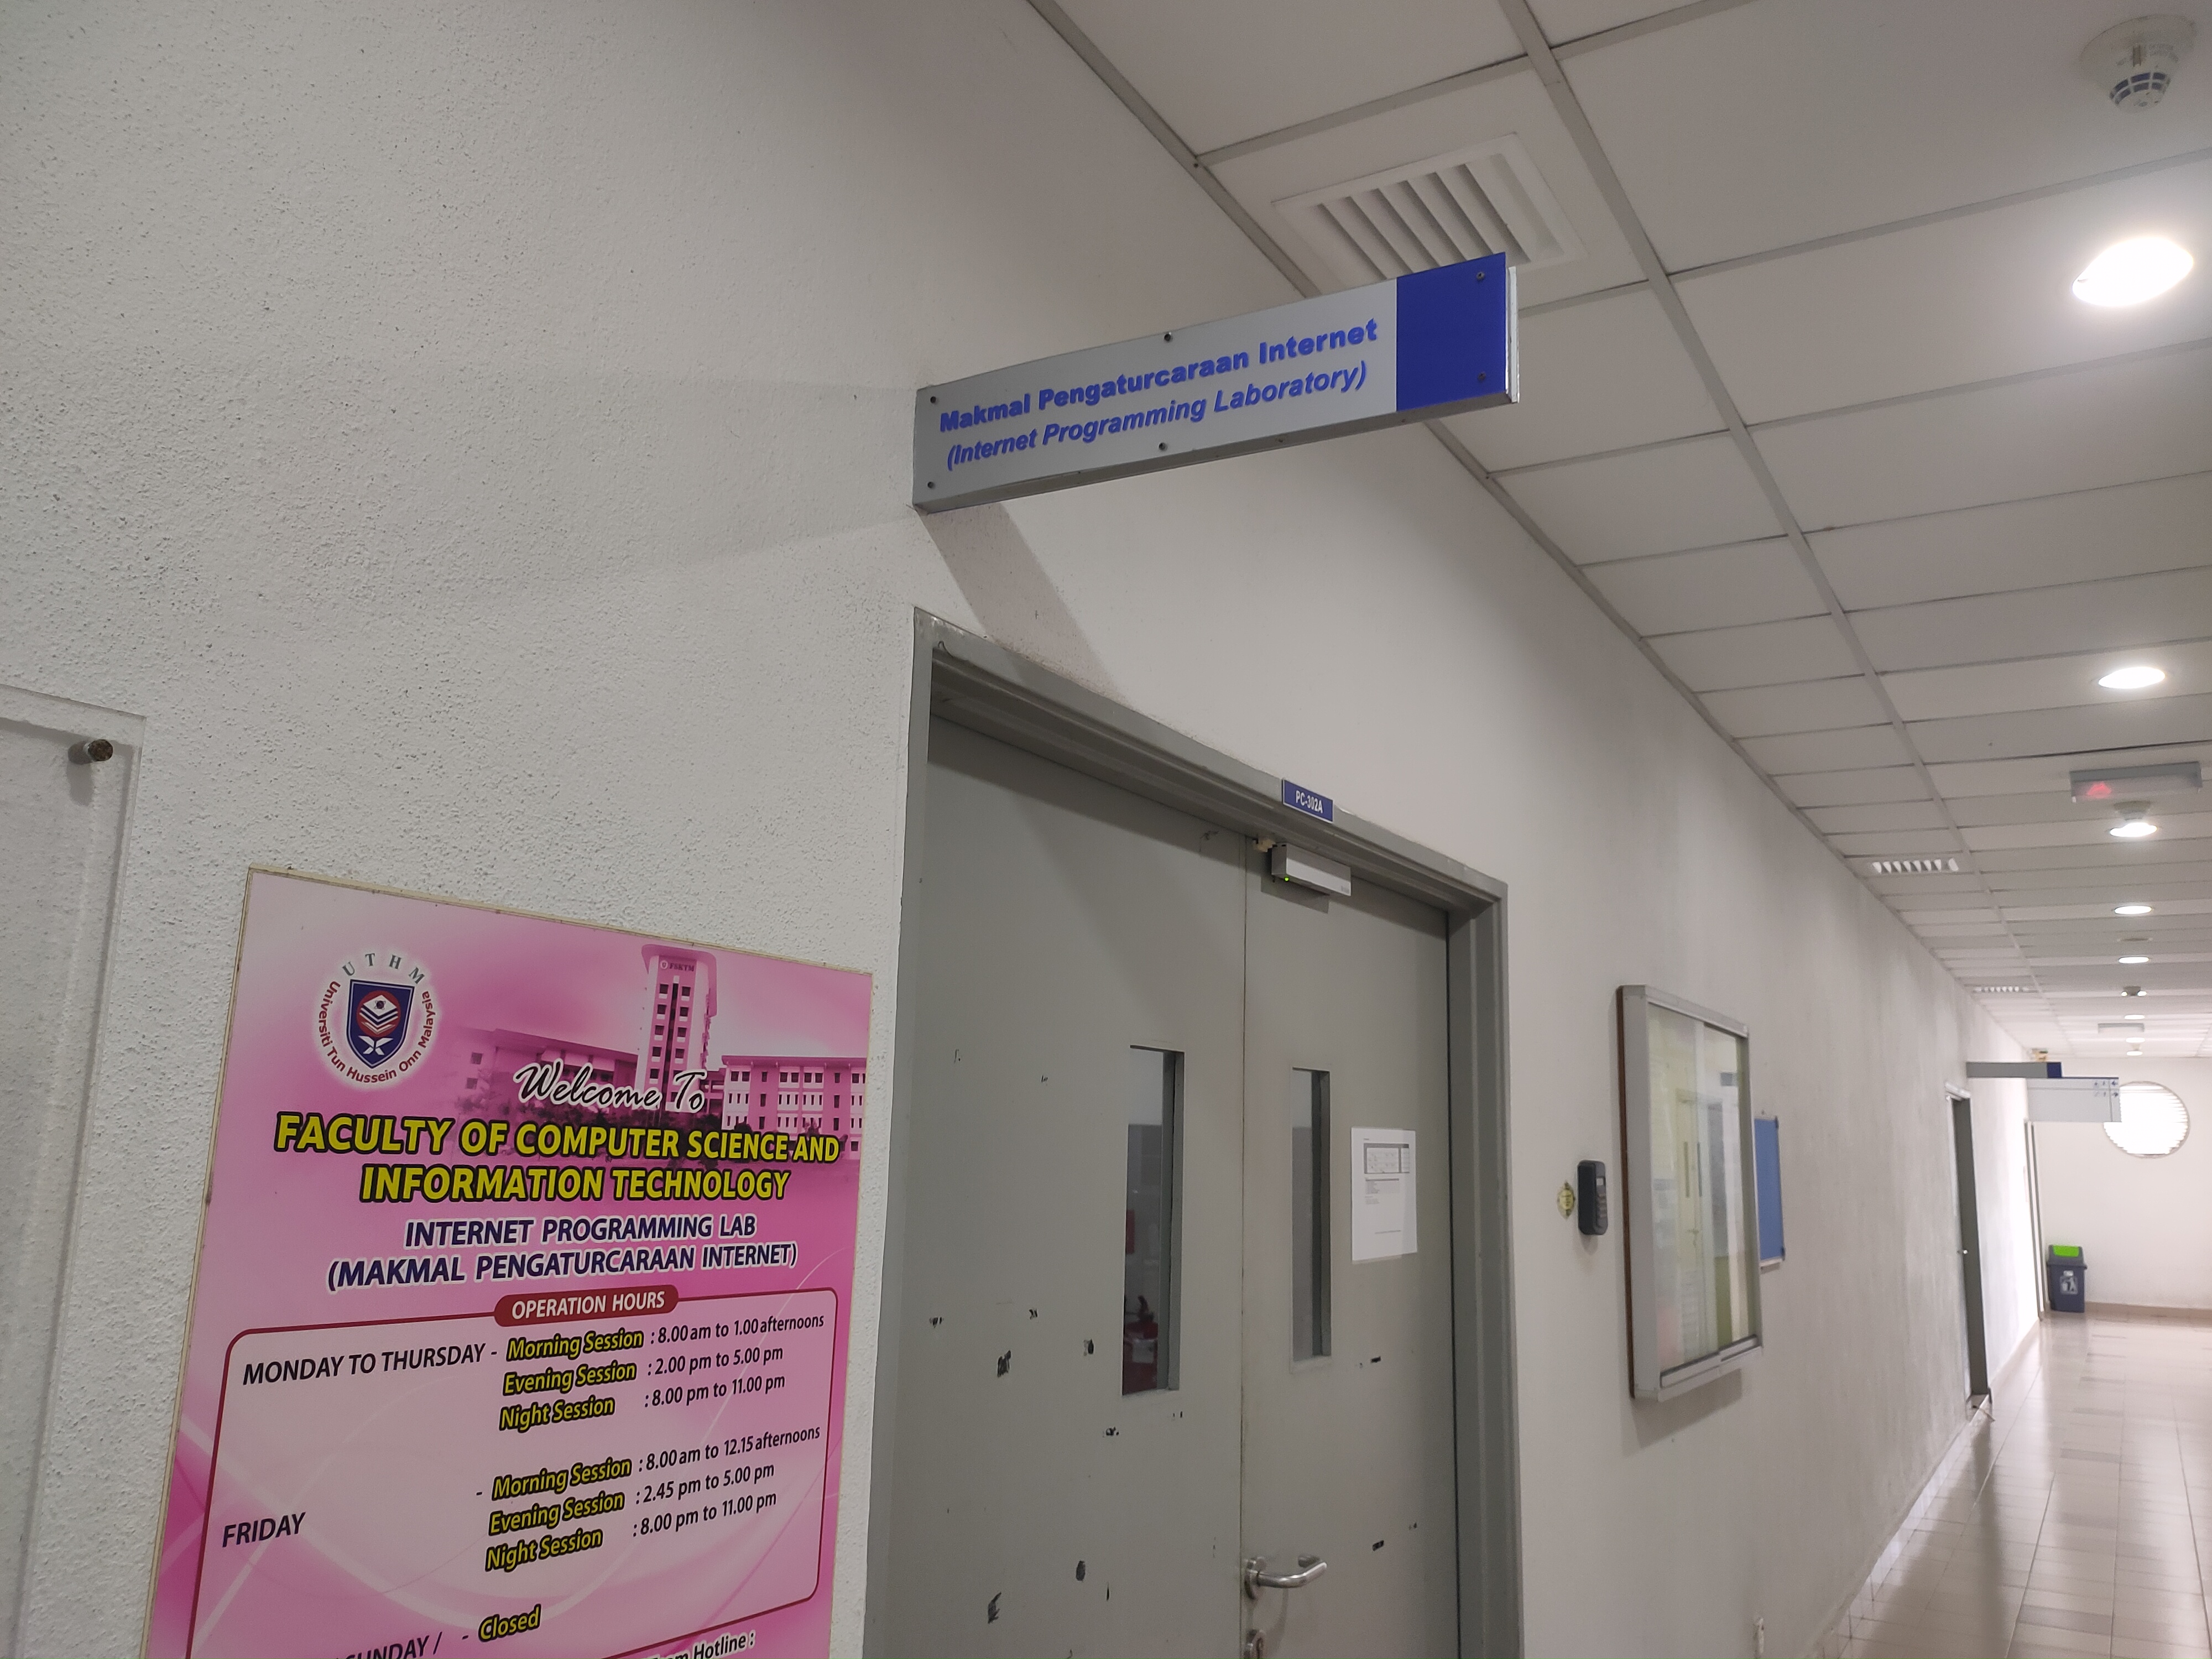 Makmal Pengaturcaraan Internet
(Internet Programming Laboratory)
PC-302A
UTHM
Universiti Tun Hussein Onn Malaysia
FSKTM
Welcome To
FACULTY OF COMPUTER SCIENCE AND
INFORMATION TECHNOLOGY
INTERNET PROGRAMMING LAB
(MAKMAL PENGATURCARAAN INTERNET)
OPERATION HOURS
MONDAY TO THURSDAY - Morning Session : 8.00 am to 1.00 afternoons
Evening Session : 2.00 pm to 5.00 pm
Night Session : 8.00 pm to 11.00 pm
FRIDAY - Morning Session : 8.00 am to 12.15 afternoons
Evening Session : 2.45 pm to 5.00 pm
Night Session : 8.00 pm to 11.00 pm
SUNDAY / - Closed
Hotline :